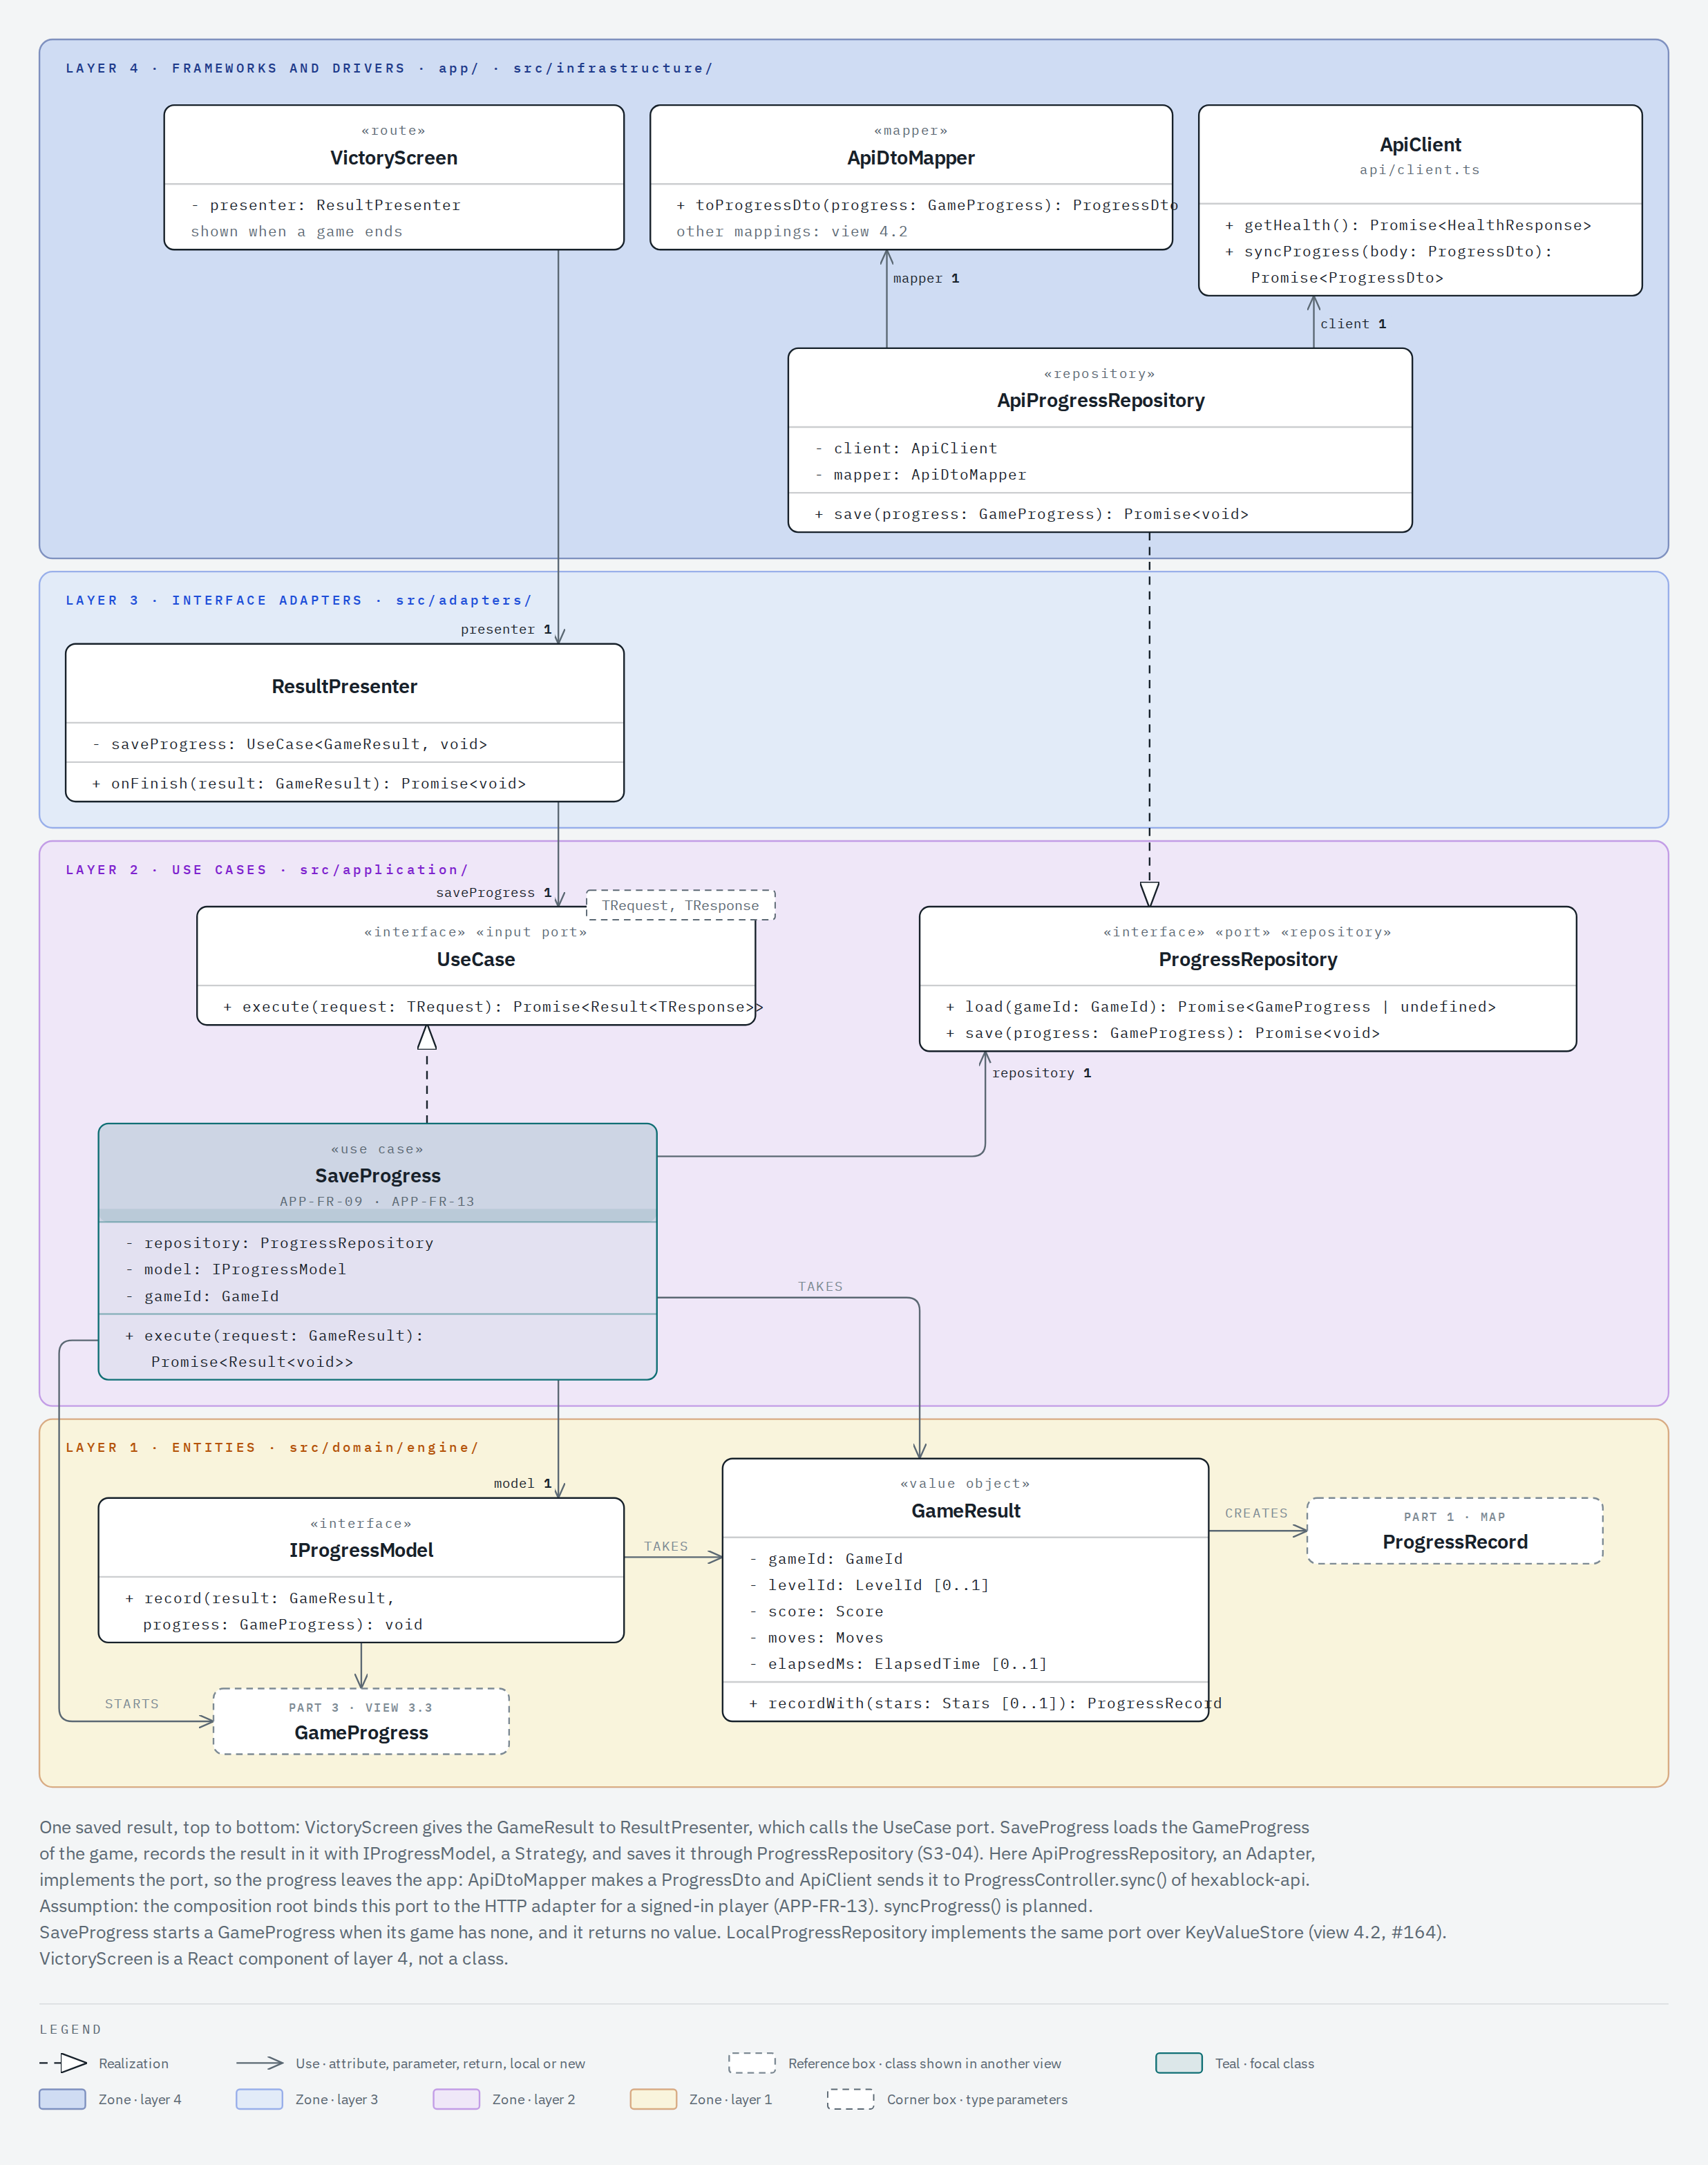 LAYER 4 · FRAMEWORKS AND DRIVERS · app/ · src/infrastructure/
«route»
VictoryScreen
- presenter: ResultPresenter
shown when a game ends
«mapper»
ApiDtoMapper
+ toProgressDto(progress: GameProgress): ProgressDto
other mappings: view 4.2
ApiClient
api/client.ts
+ getHealth(): Promise<HealthResponse>
+ syncProgress(body: ProgressDto):
Promise<ProgressDto>
mapper 1
client 1
«repository»
ApiProgressRepository
- client: ApiClient
- mapper: ApiDtoMapper
+ save(progress: GameProgress): Promise<void>
LAYER 3 · INTERFACE ADAPTERS · src/adapters/
presenter 1
ResultPresenter
- saveProgress: UseCase<GameResult, void>
+ onFinish(result: GameResult): Promise<void>
LAYER 2 · USE CASES · src/application/
saveProgress 1
TRequest, TResponse
«interface» «input port»
UseCase
+ execute(request: TRequest): Promise<Result<TResponse>>
«interface» «port» «repository»
ProgressRepository
+ load(gameId: GameId): Promise<GameProgress | undefined>
+ save(progress: GameProgress): Promise<void>
repository 1
«use case»
SaveProgress
APP-FR-09 · APP-FR-13
- repository: ProgressRepository
- model: IProgressModel
- gameId: GameId
+ execute(request: GameResult):
Promise<Result<void>>
TAKES
LAYER 1 · ENTITIES · src/domain/engine/
model 1
«interface»
IProgressModel
+ record(result: GameResult,
progress: GameProgress): void
TAKES
«value object»
GameResult
- gameId: GameId
- levelId: LevelId [0..1]
- score: Score
- moves: Moves
- elapsedMs: ElapsedTime [0..1]
+ recordWith(stars: Stars [0..1]): ProgressRecord
CREATES
PART 1 · MAP
ProgressRecord
STARTS
PART 3 · VIEW 3.3
GameProgress
One saved result, top to bottom: VictoryScreen gives the GameResult to ResultPresenter, which calls the UseCase port. SaveProgress loads the GameProgress
of the game, records the result in it with IProgressModel, a Strategy, and saves it through ProgressRepository (S3-04). Here ApiProgressRepository, an Adapter,
implements the port, so the progress leaves the app: ApiDtoMapper makes a ProgressDto and ApiClient sends it to ProgressController.sync() of hexablock-api.
Assumption: the composition root binds this port to the HTTP adapter for a signed-in player (APP-FR-13). syncProgress() is planned.
SaveProgress starts a GameProgress when its game has none, and it returns no value. LocalProgressRepository implements the same port over KeyValueStore (view 4.2, #164).
VictoryScreen is a React component of layer 4, not a class.
LEGEND
Realization
Use · attribute, parameter, return, local or new
Reference box · class shown in another view
Teal · focal class
Zone · layer 4
Zone · layer 3
Zone · layer 2
Zone · layer 1
Corner box · type parameters